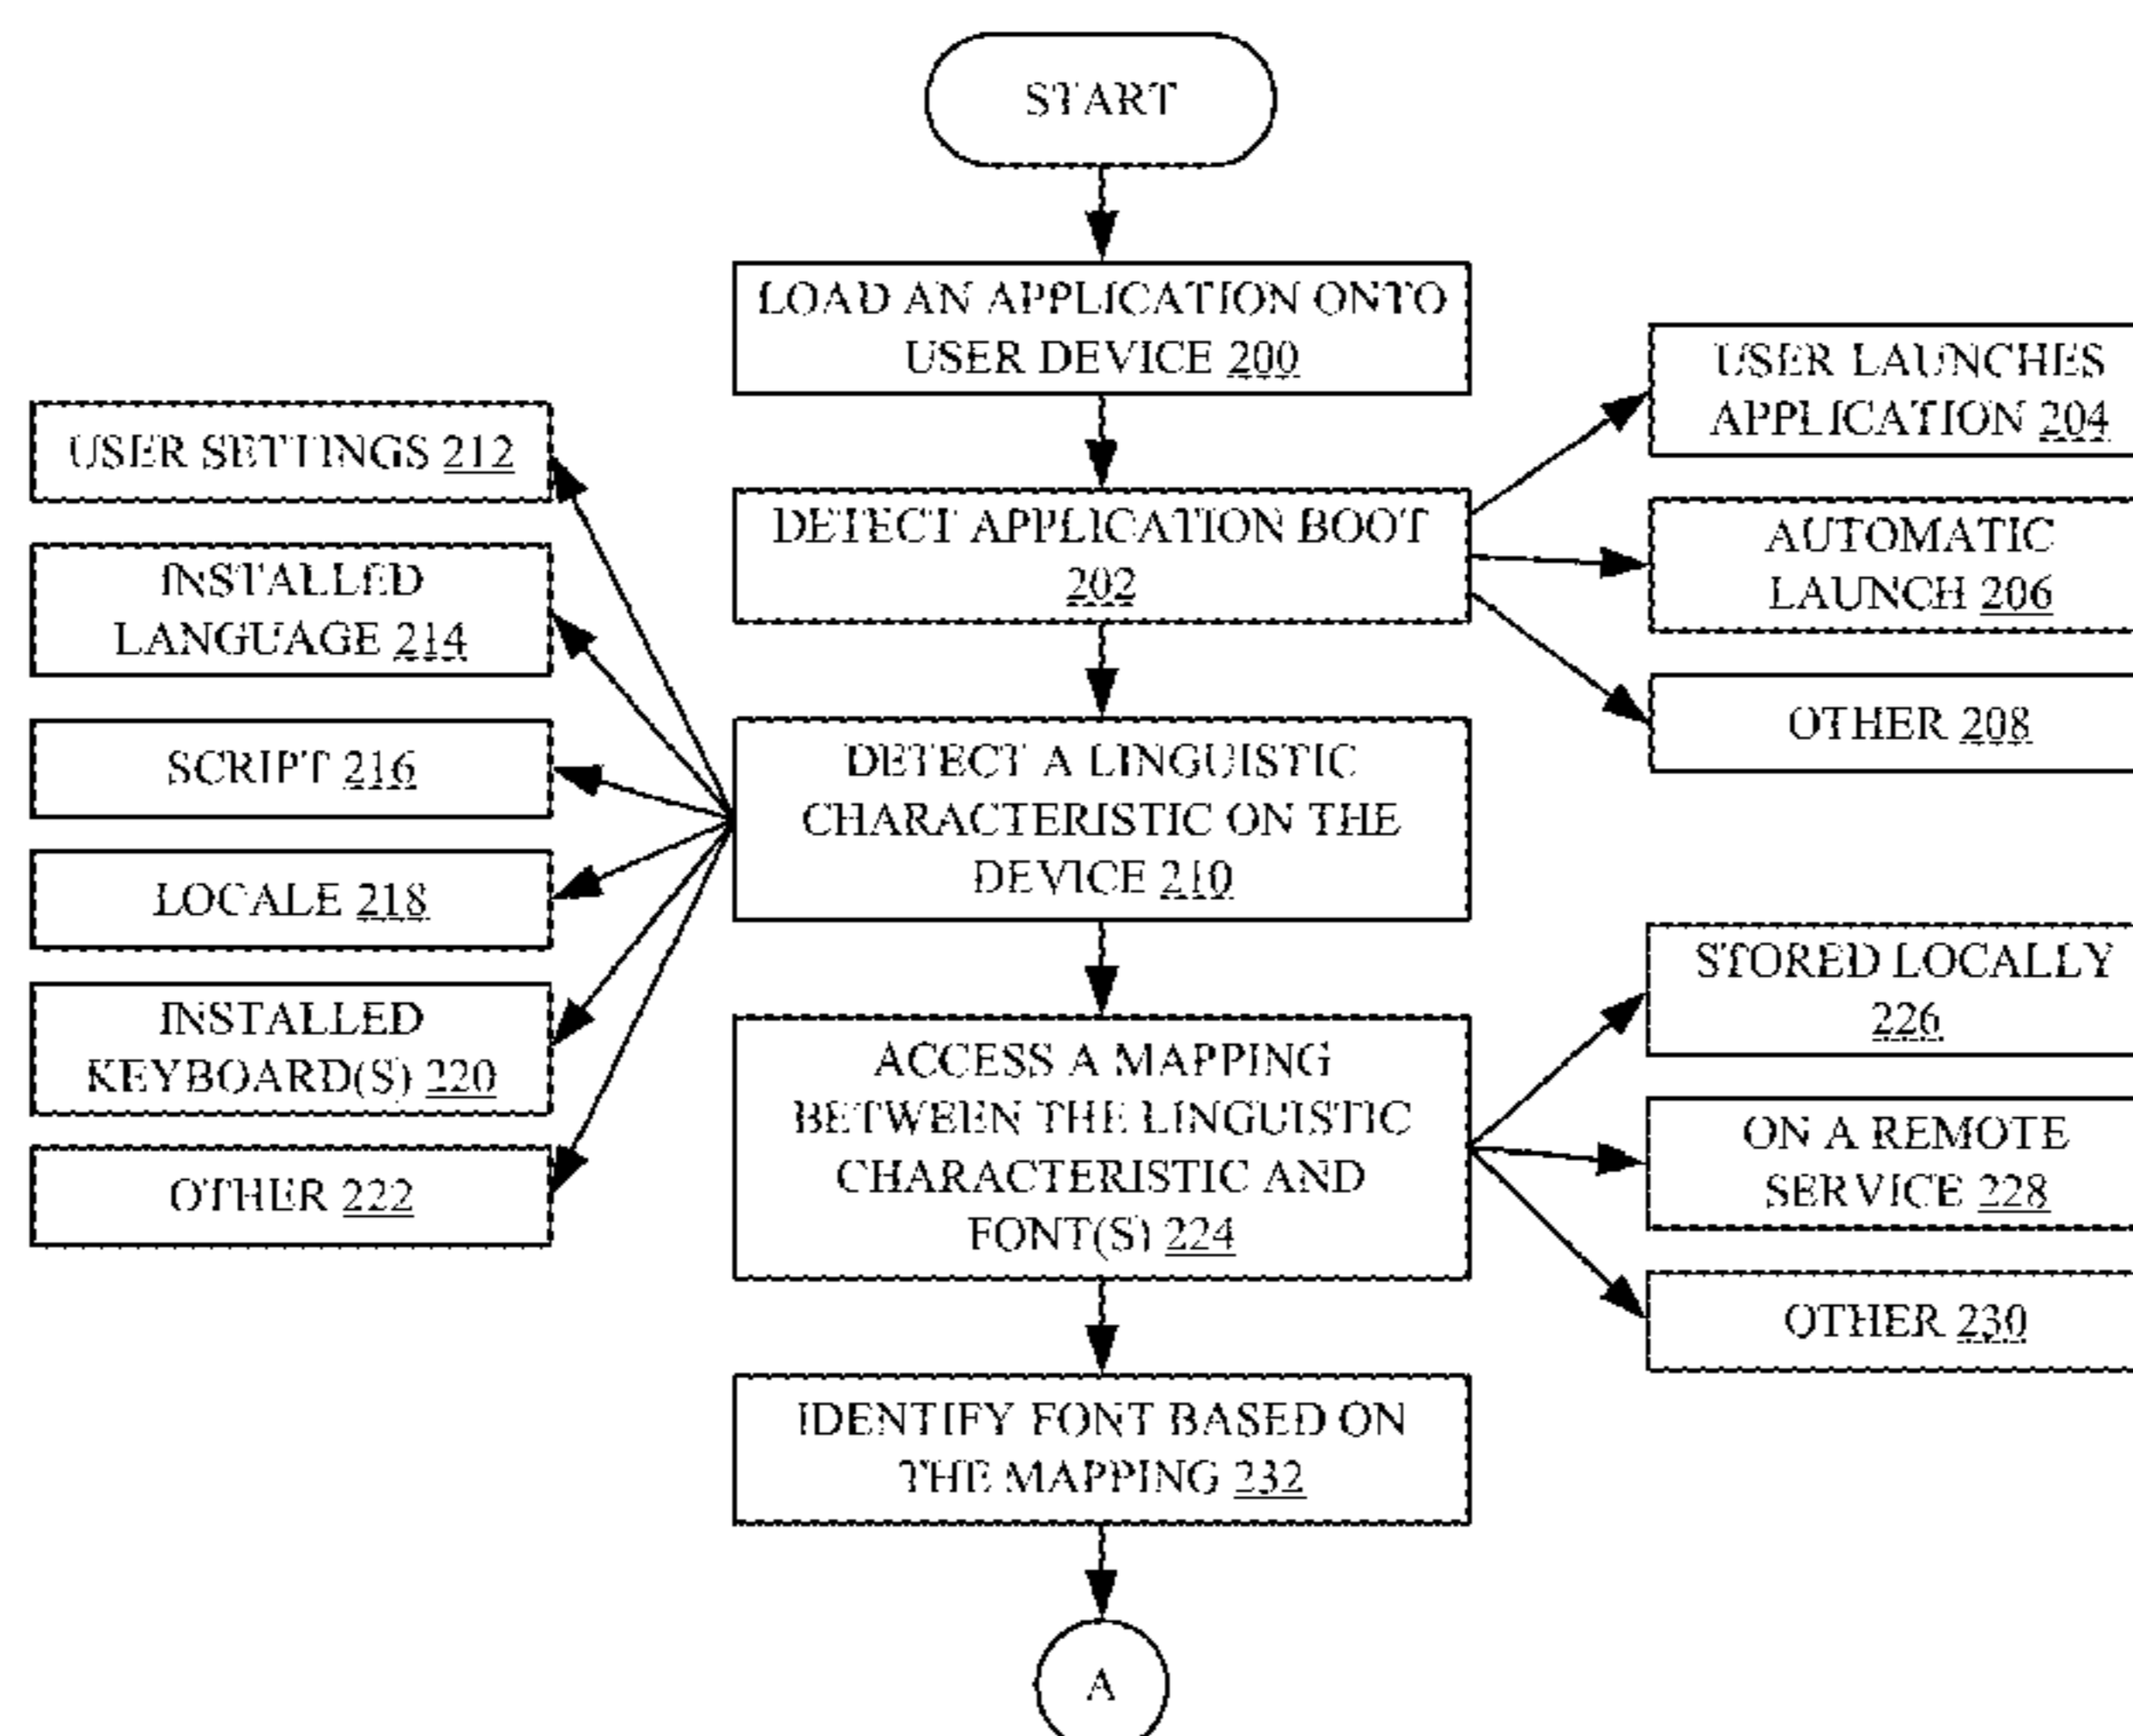 START
LOAD AN APPLICATION ONTO
USER DEVICE 200
USER LAUNCHES
APPLICATION 204
USER SETTINGS 212
DETECT APPLICATION BOOT
202
AUTOMATIC
LAUNCH 206
INSTALLED
LANGUAGE 214
OTHER 208
SCRIPT 216
DETECT A LINGUISTIC
CHARACTERISTIC ON THE
DEVICE 210
LOCALE 218
STORED LOCALLY
226
INSTALLED
KEYBOARD(S) 220
ACCESS A MAPPING
BETWEEN THE LINGUISTIC
CHARACTERISTIC AND
FONT(S) 224
ON A REMOTE
SERVICE 228
OTHER 222
OTHER 230
IDENTIFY FONT BASED ON
THE MAPPING 232
A